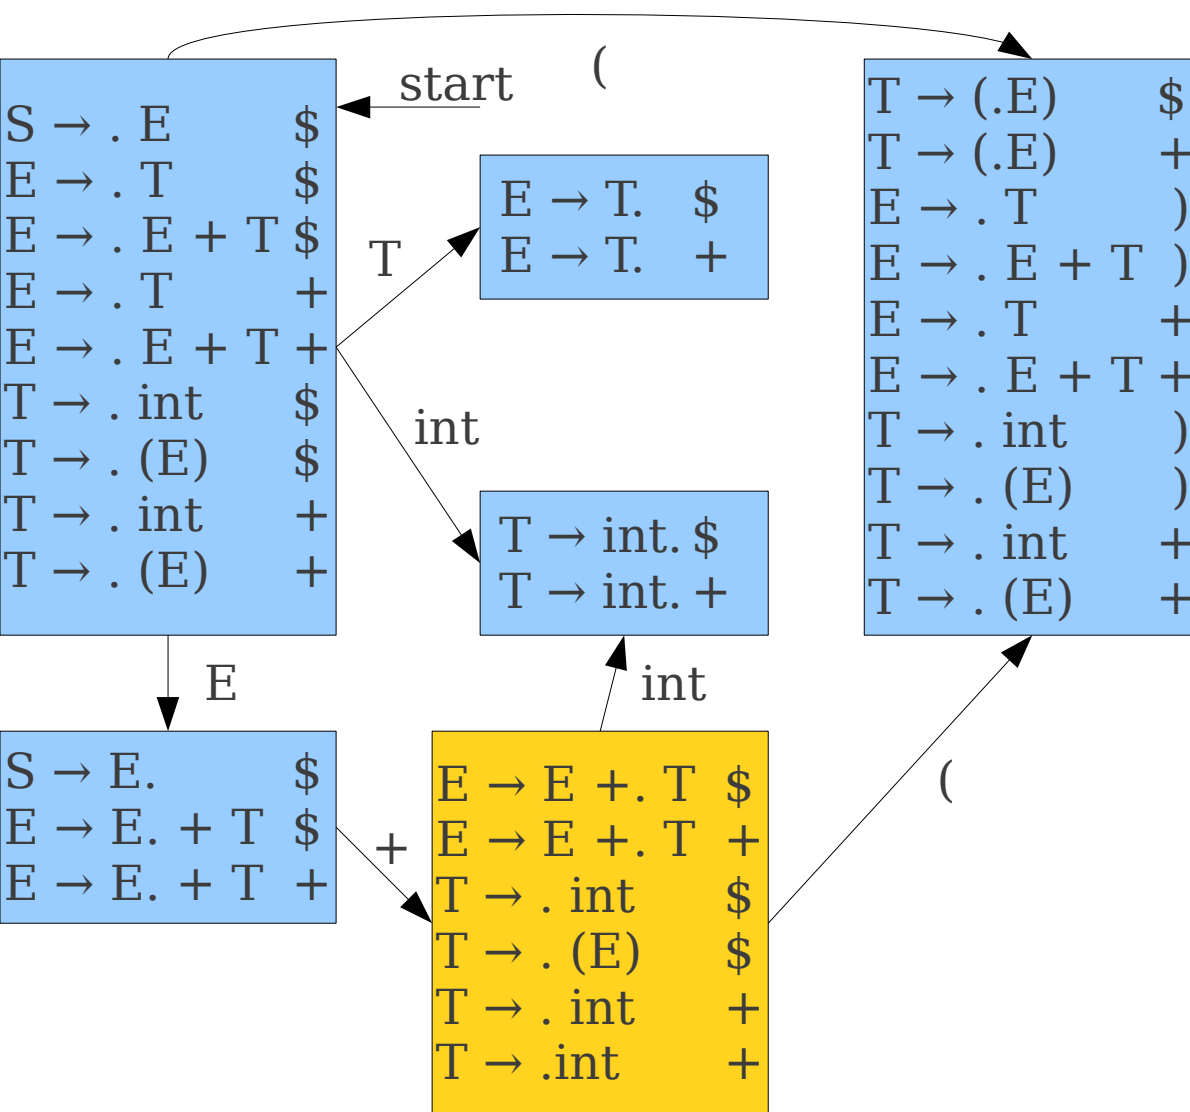 (
start
S → . E $
E → . T $
E → . E + T $
E → . T +
E → . E + T +
T → . int $
T → . (E) $
T → . int +
T → . (E) +
T
E → T. $
E → T. +
int
T → int. $
T → int. +
T → (.E) $
T → (.E) +
E → . T )
E → . E + T )
E → . T +
E → . E + T +
T → . int )
T → . (E) )
T → . int +
T → . (E) +
E
int
S → E. $
E → E. + T $
E → E. + T +
+
E → E +. T $
E → E +. T +
T → . int $
T → . (E) $
T → . int +
T → .int +
(